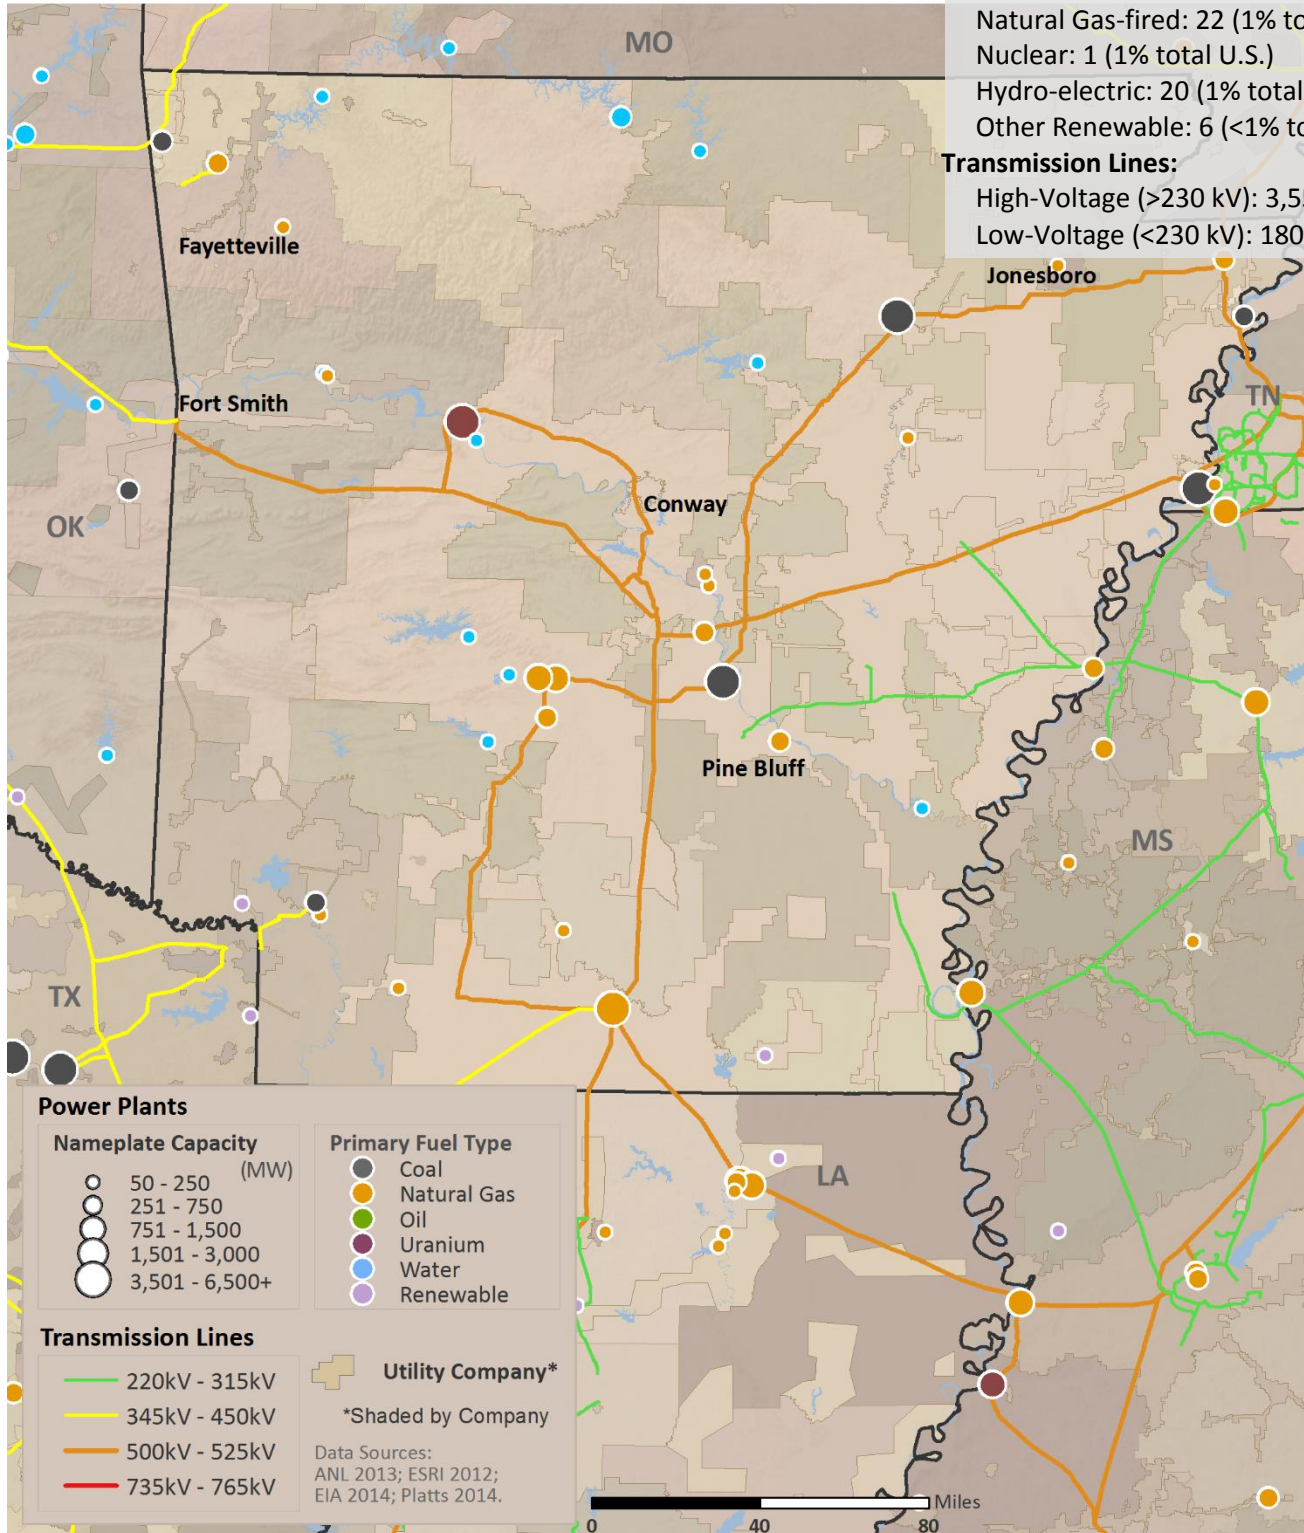 Natural Gas-fired: 22 (1% to
Nuclear: 1 (1% total U.S.)
Hydro-electric: 20 (1% total
Other Renewable: 6 (<1% to
Transmission Lines:
High-Voltage (>230 kV): 3,5
Low-Voltage (<230 kV): 180
MO
Fayetteville
Jonesboro
Fort Smith
TN
Conway
OK
Pine Bluff
MS
TX
LA
Power Plants
Nameplate Capacity
(MW)
50 - 250
251 - 750
751 - 1,500
1,501 - 3,000
3,501 - 6,500+
Primary Fuel Type
Coal
Natural Gas
Oil
Uranium
Water
Renewable
Transmission Lines
220kV - 315kV
345kV - 450kV
500kV - 525kV
735kV - 765kV
Utility Company*
*Shaded by Company
Data Sources:
ANL 2013; ESRI 2012;
EIA 2014; Platts 2014.
Miles
0 40 80